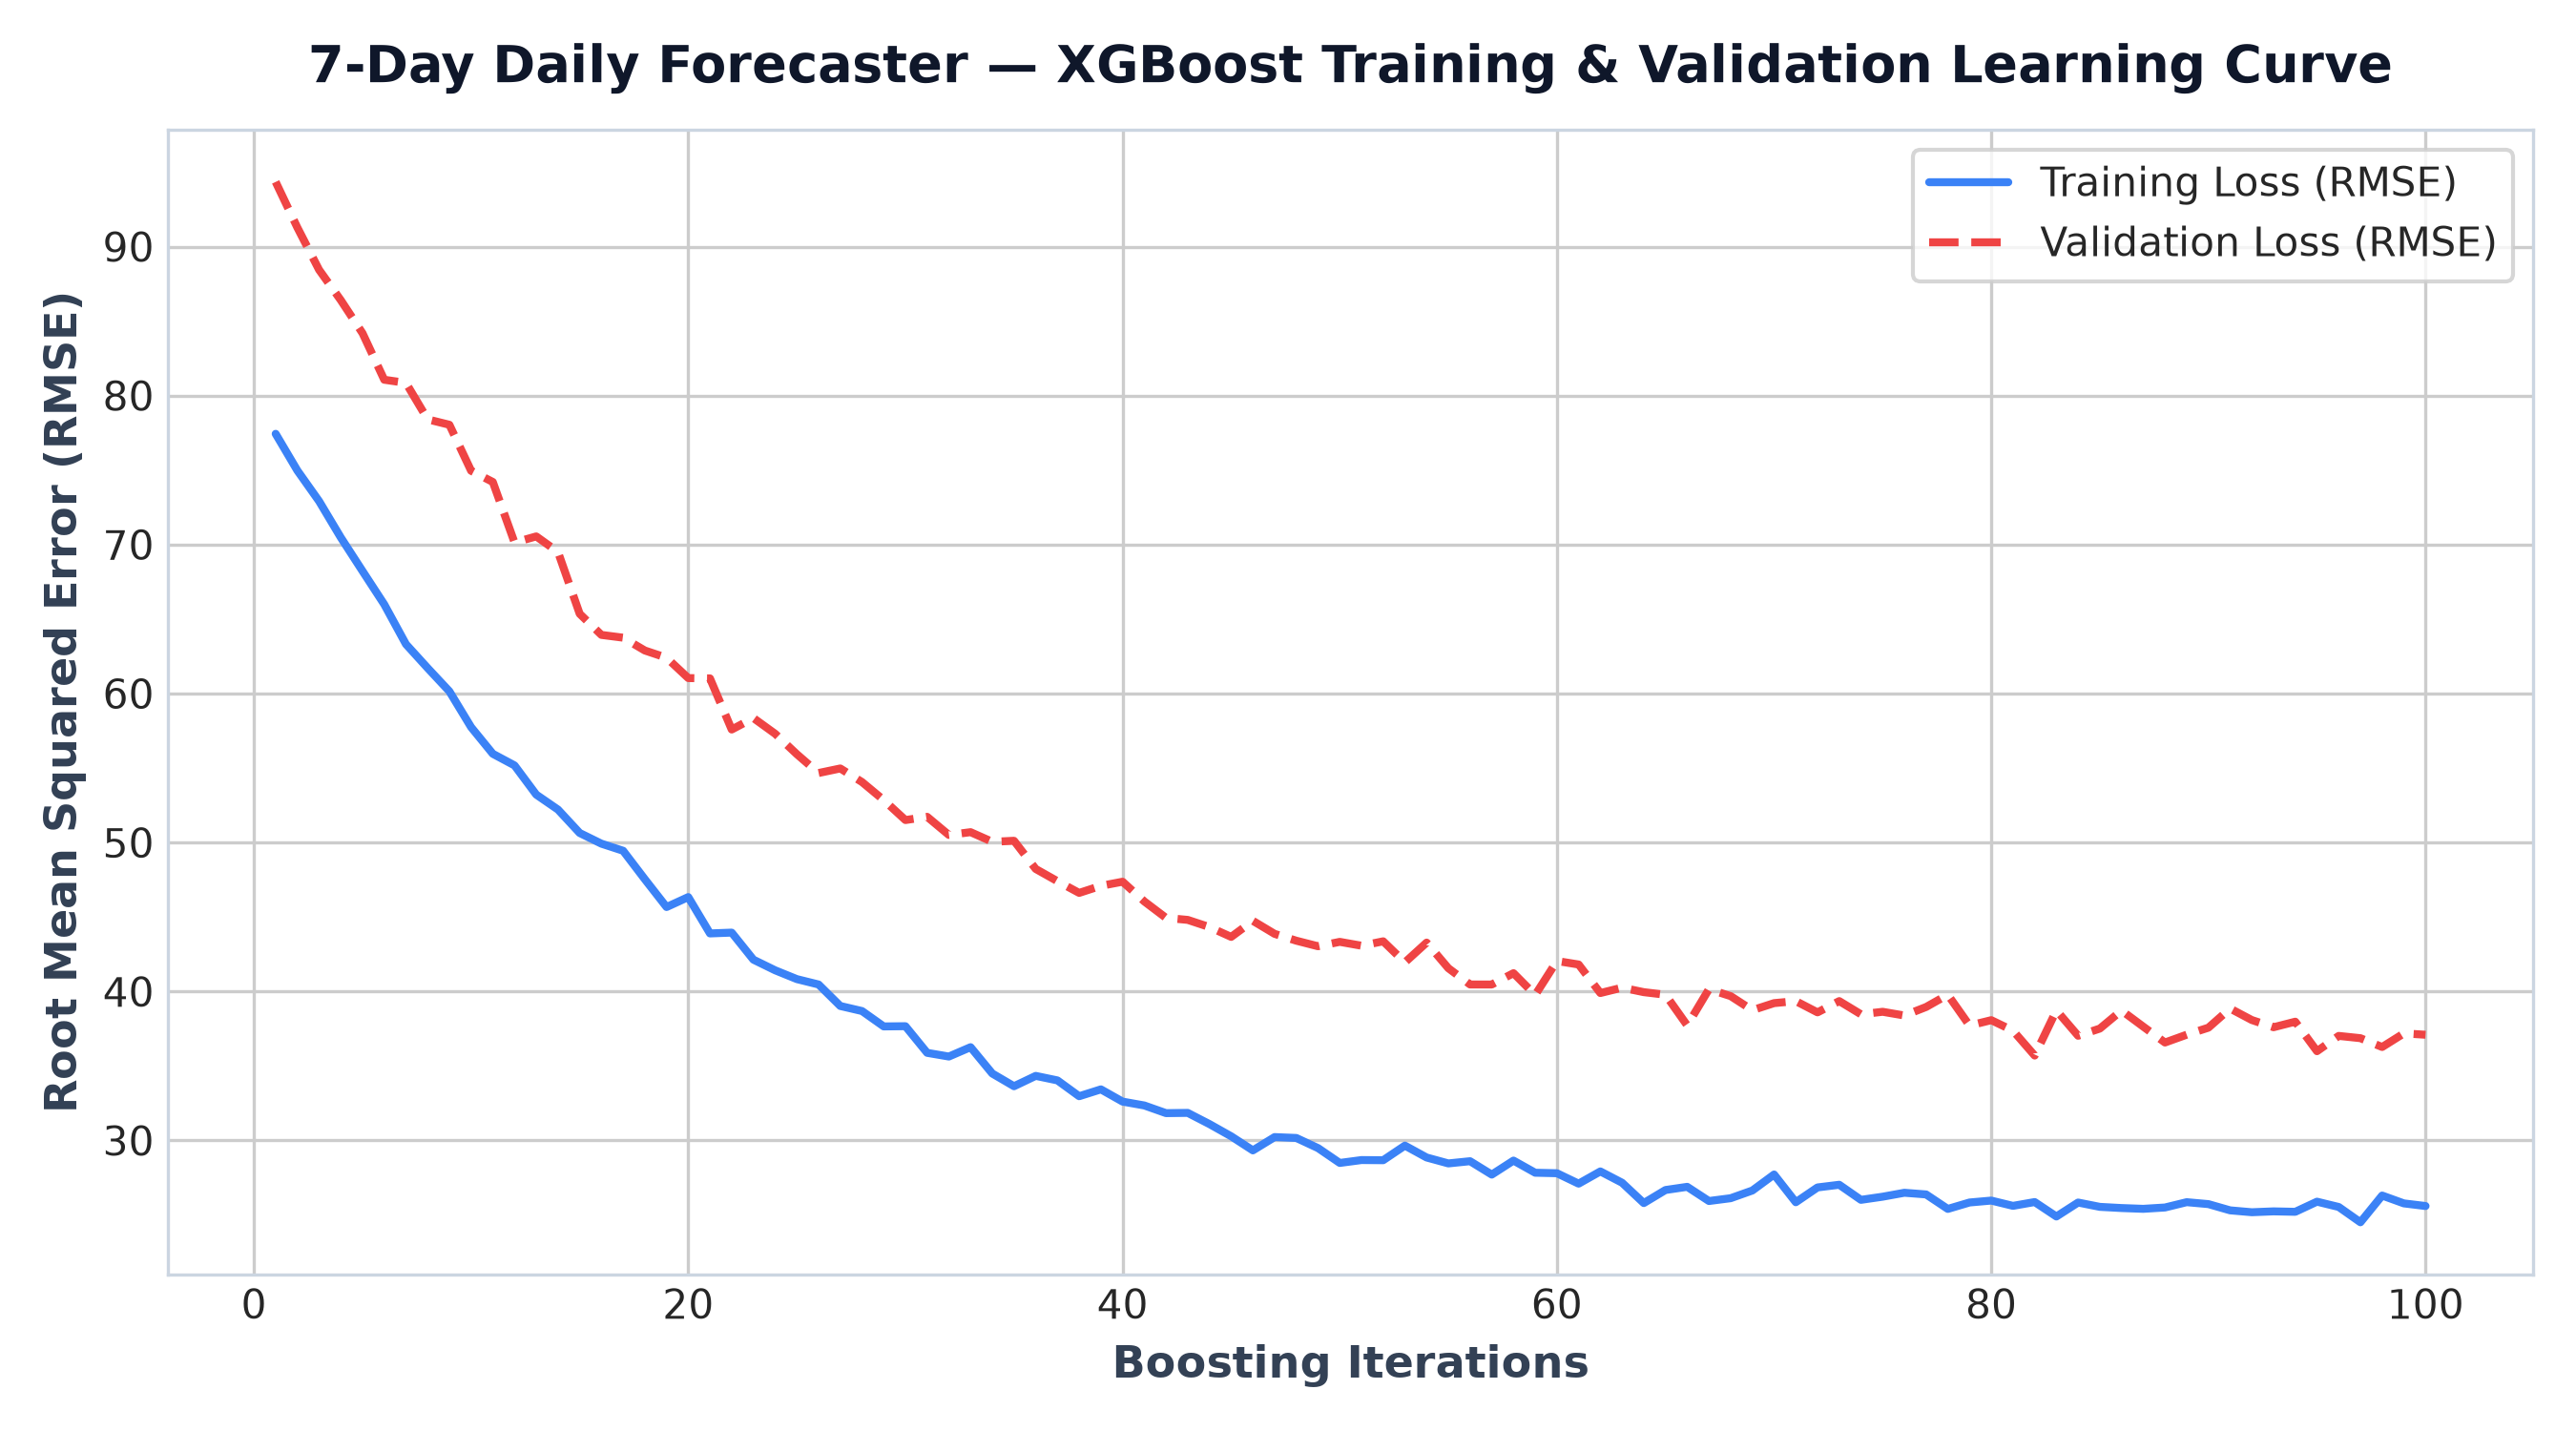 7-Day Daily Forecaster — XGBoost Training & Validation Learning Curve
Training Loss (RMSE)
Validation Loss (RMSE)
Root Mean Squared Error (RMSE)
90
80
70
60
50
40
30
0 20 40 60 80 100
Boosting Iterations